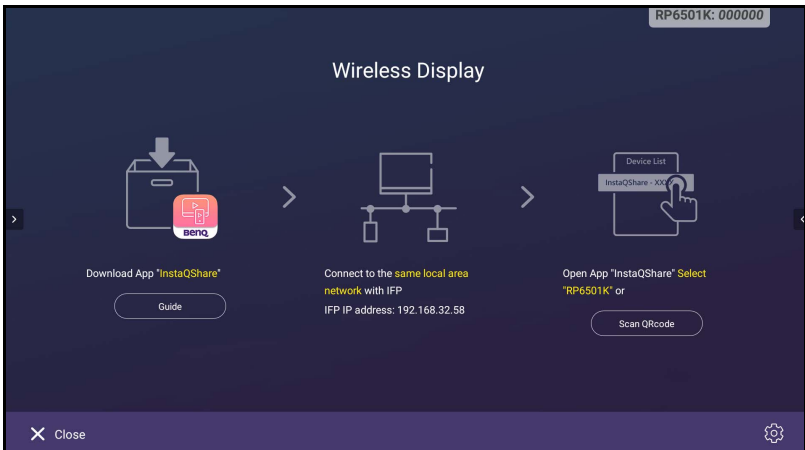 RP6501K: 000000
Wireless Display
BenQ
Device List
InstaQShare - XXX
Download App "InstaQShare"
Guide
Connect to the same local area
network with IFP
IFP IP address: 192.168.32.58
Open App "InstaQShare" Select
"RP6501K" or
Scan QRcode
Close